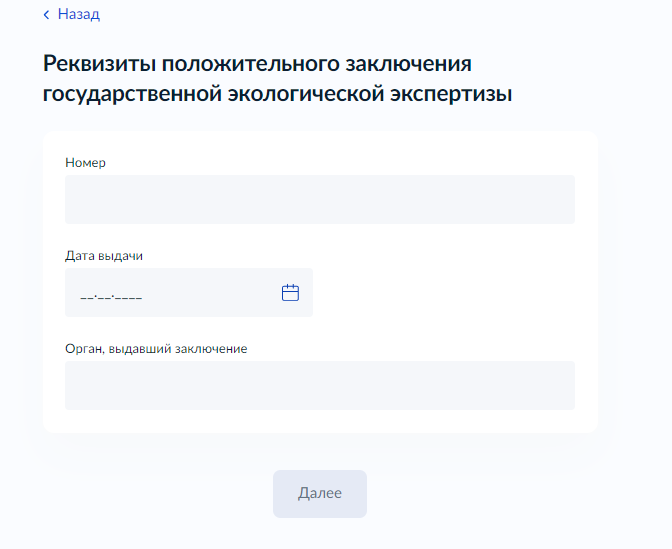 Назад
Реквизиты положительного заключения
государственной экологической экспертизы
Номер
Дата выдачи
__.__.____
Орган, выдавший заключение
Далее